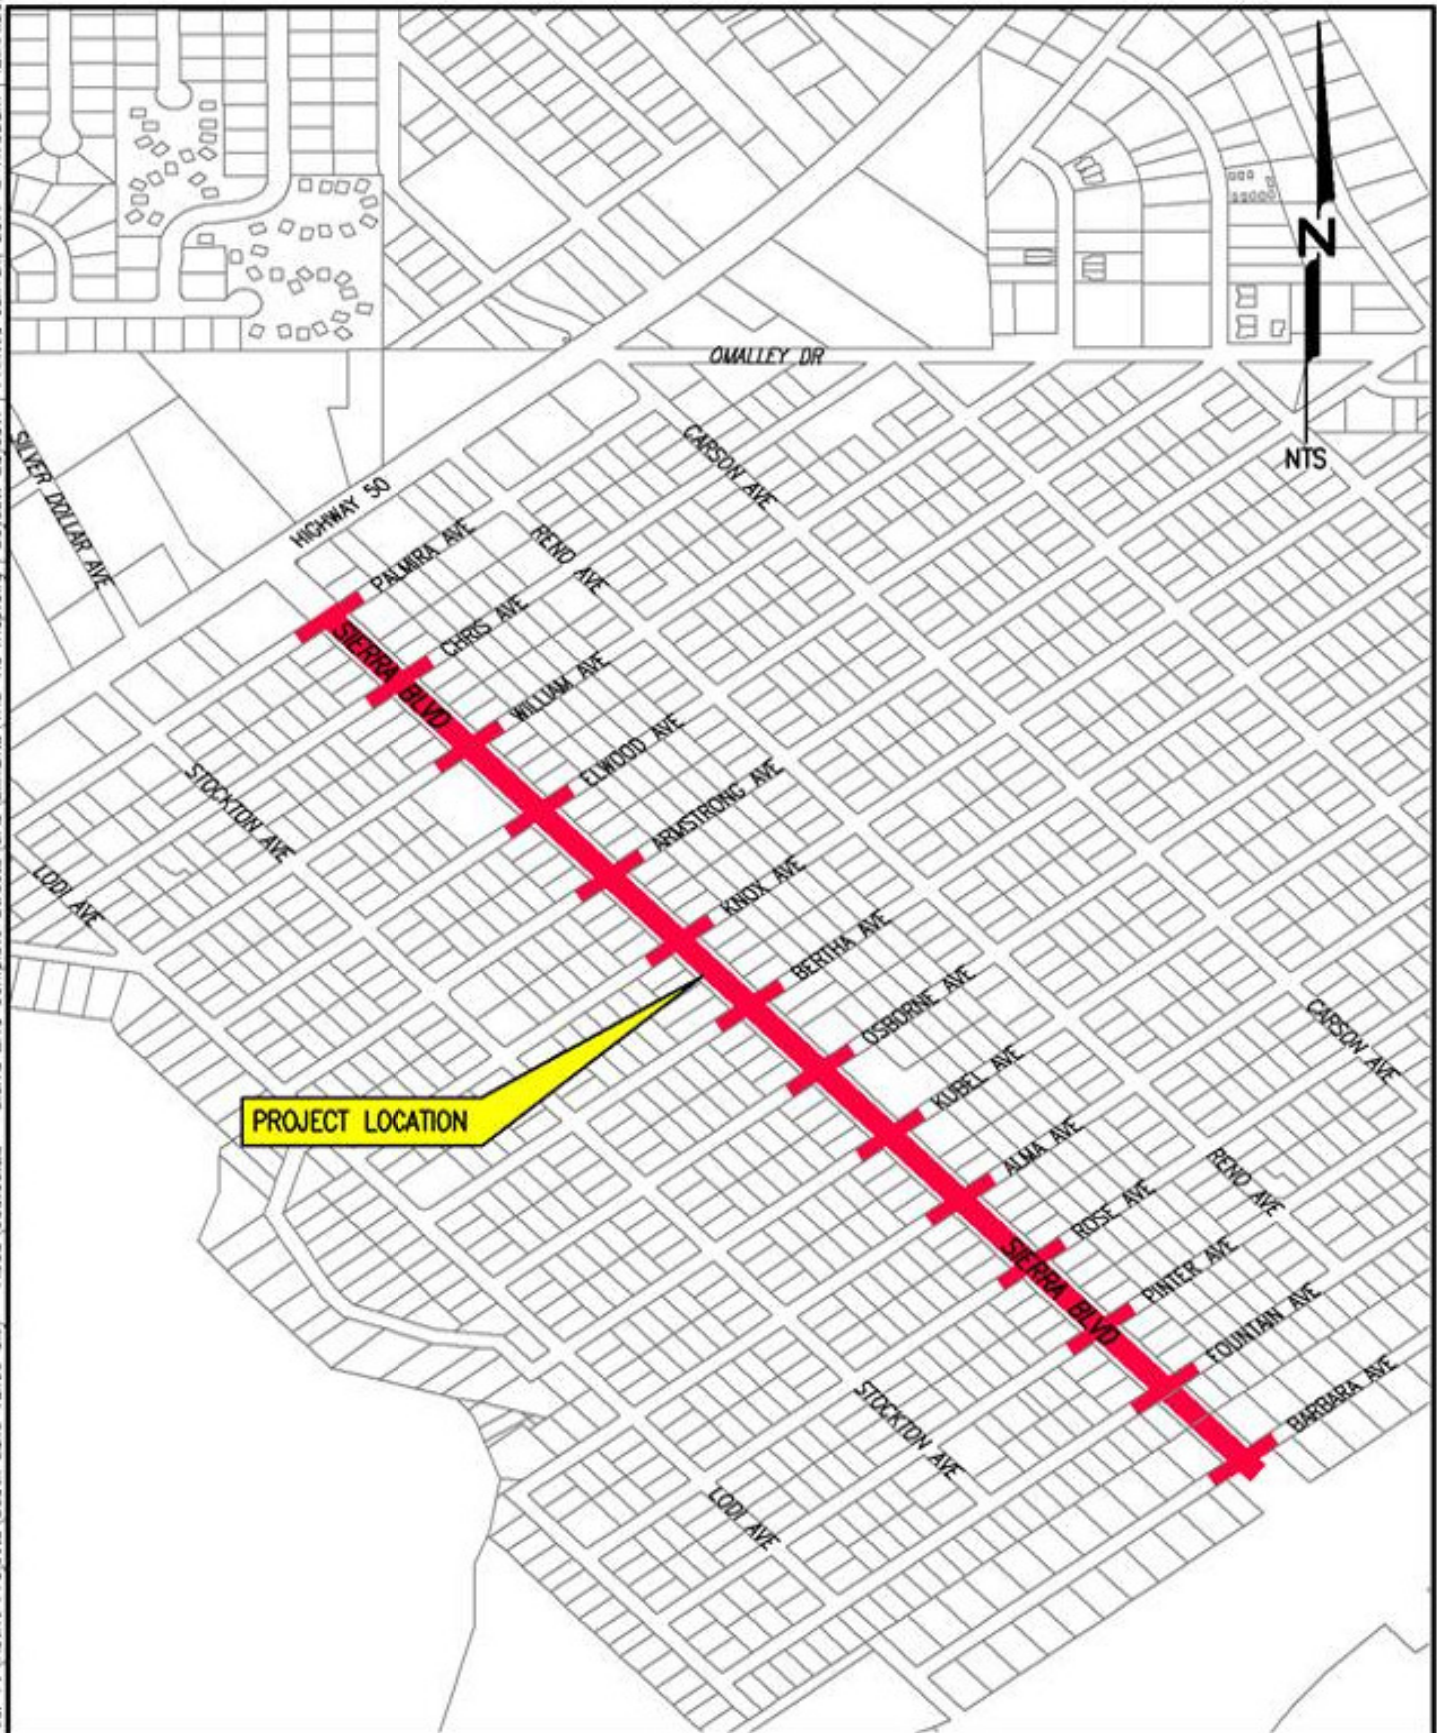 N
OMALLEY DR
CARSON AVE
NTS
SILVER DOLLAR AVE
HIGHWAY 50
PALMIRA AVE
RENO AVE
CHRIS AVE
SIERRA BLVD
WILLIAM AVE
ELWOOD AVE
STOCKTON AVE
ARMSTRONG AVE
LODI AVE
KNOX AVE
BERTHA AVE
OSBORNE AVE
CARSON AVE
KUBEL AVE
PROJECT LOCATION
ALMA AVE
RENO AVE
ROSE AVE
SIERRA BLVD
PINTER AVE
FOUNTAIN AVE
BARBARA AVE
STOCKTON AVE
LODI AVE